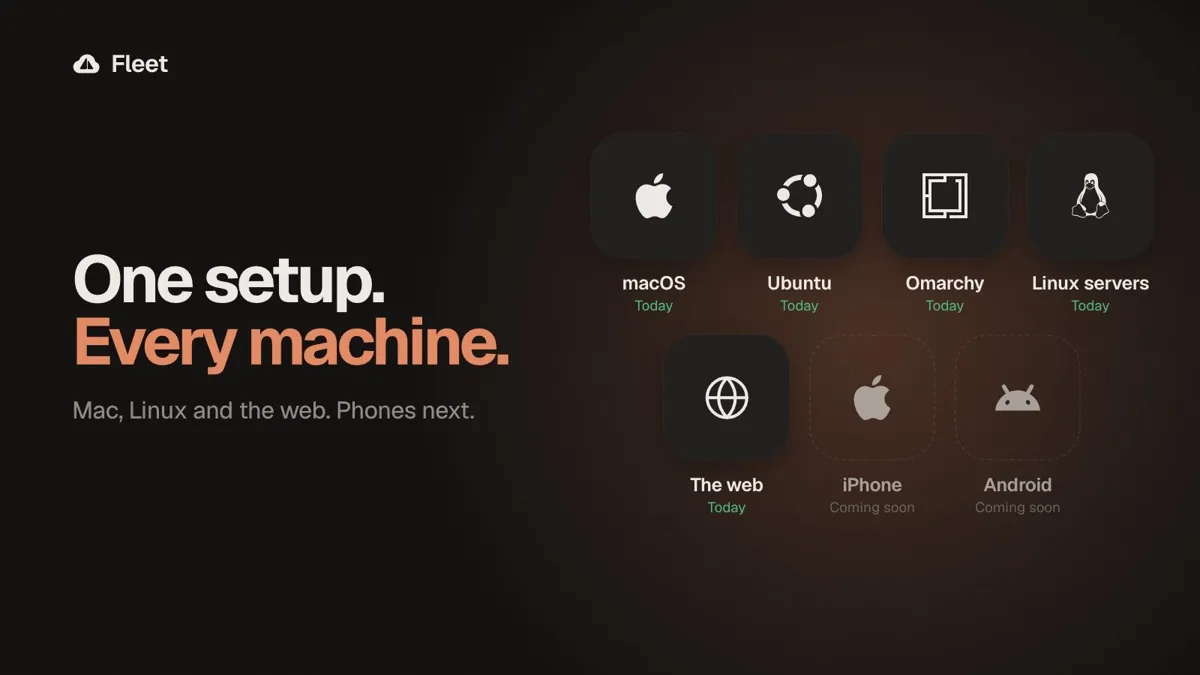 Fleet
One setup.
Every machine.
Mac, Linux and the web. Phones next.
macOS
Today
Ubuntu
Today
Omarchy
Today
Linux servers
Today
The web
Today
iPhone
Coming soon
Android
Coming soon